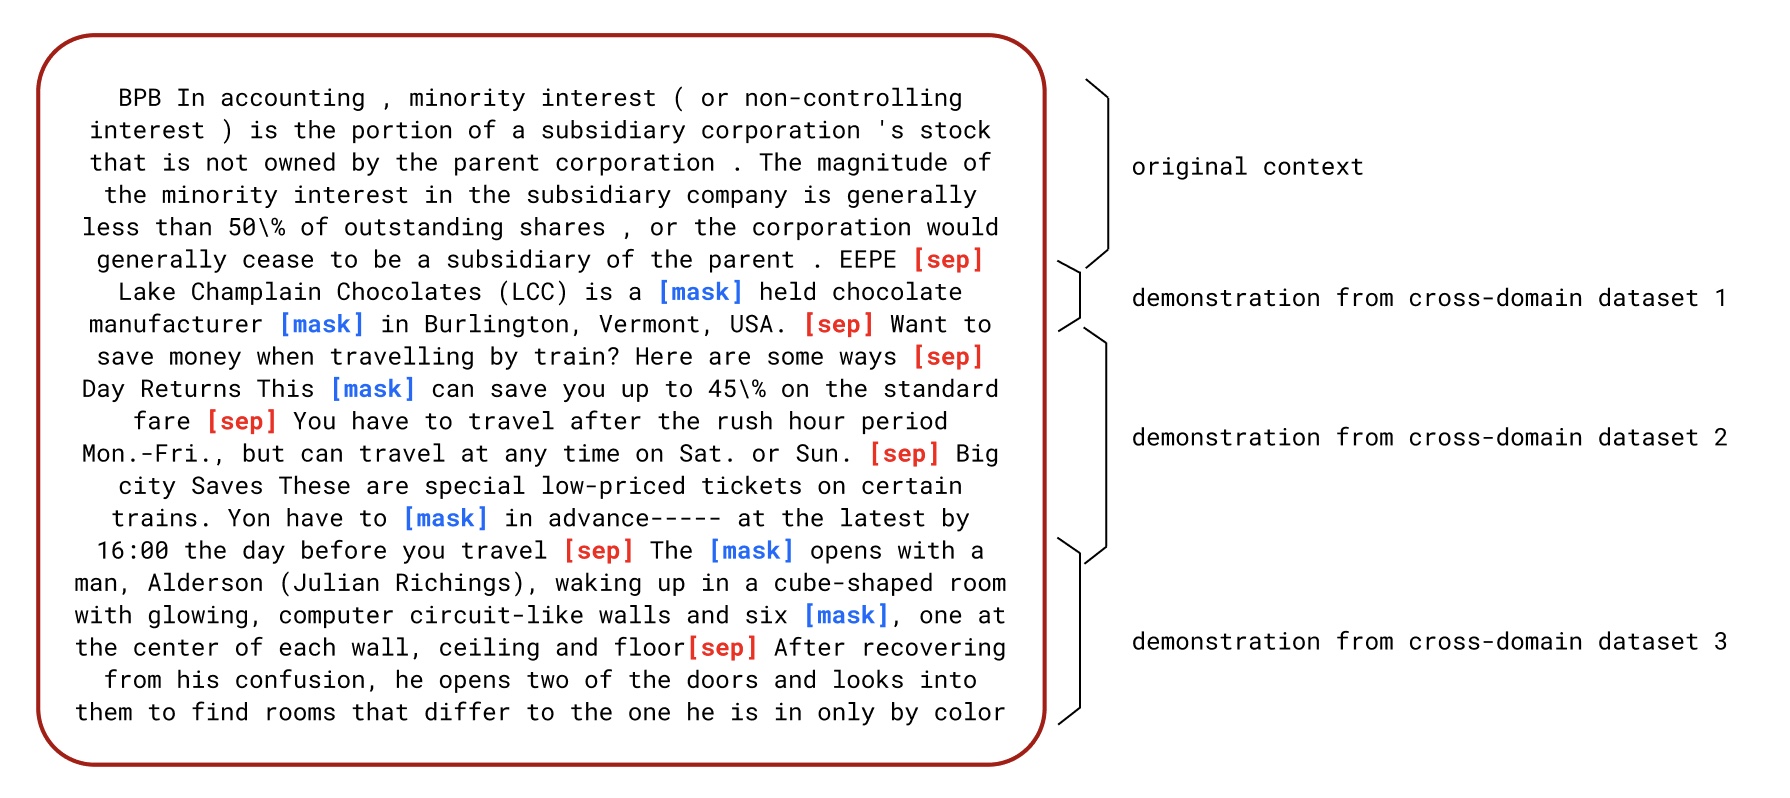 BPB In accounting , minority interest ( or non-controlling
interest ) is the portion of a subsidiary corporation 's stock
that is not owned by the parent corporation . The magnitude of
the minority interest in the subsidiary company is generally
less than 50\% of outstanding shares , or the corporation would
generally cease to be a subsidiary of the parent . EEPE [sep]
Lake Champlain Chocolates (LCC) is a [mask] held chocolate
manufacturer [mask] in Burlington, Vermont, USA. [sep] Want to
save money when travelling by train? Here are some ways [sep]
Day Returns This [mask] can save you up to 45\% on the standard
fare [sep] You have to travel after the rush hour period
Mon.-Fri., but can travel at any time on Sat. or Sun. [sep] Big
city Saves These are special low-priced tickets on certain
trains. Yon have to [mask] in advance----- at the latest by
16:00 the day before you travel [sep] The [mask] opens with a
man, Alderson (Julian Richings), waking up in a cube-shaped room
with glowing, computer circuit-like walls and six [mask], one at
the center of each wall, ceiling and floor[sep] After recovering
from his confusion, he opens two of the doors and looks into
them to find rooms that differ to the one he is in only by color
original context
demonstration from cross-domain dataset 1
demonstration from cross-domain dataset 2
demonstration from cross-domain dataset 3